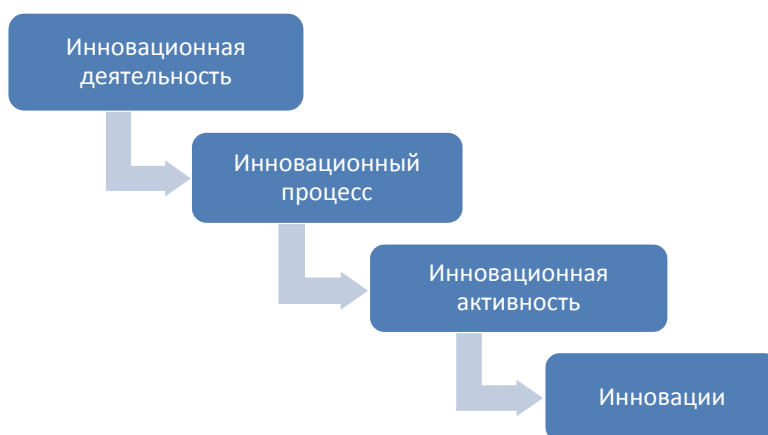 Инновационная
деятельность
Инновационный
процесс
Инновационная
активность
Инновации